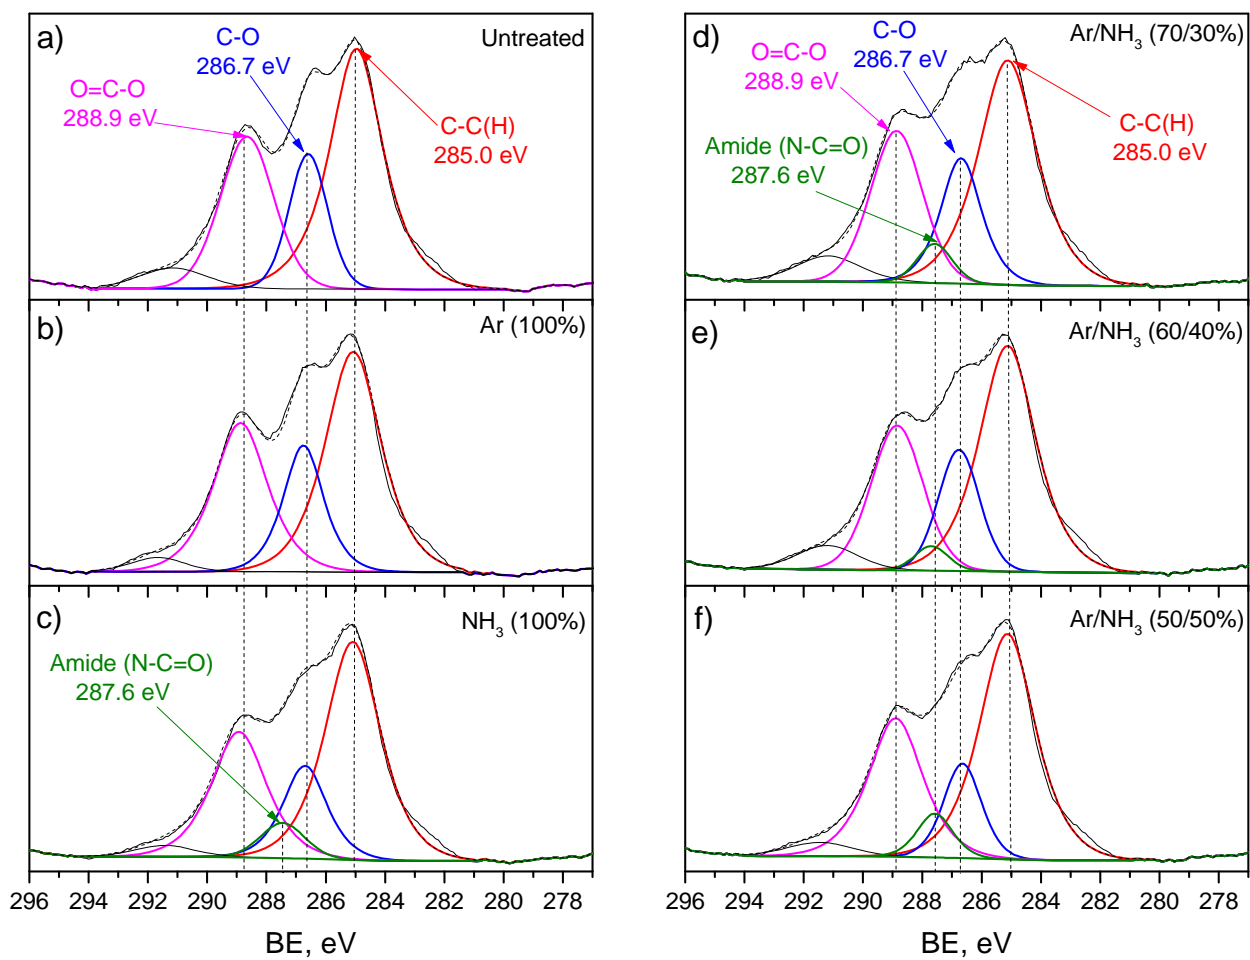 a)
Untreated
C-O
286.7 eV
O=C-O
288.9 eV
C-C(H)
285.0 eV
b)
Ar (100%)
c)
NH3 (100%)
Amide (N-C=O)
287.6 eV
296 294 292 290 288 286 284 282 280 278
BE, eV
d)
Ar/NH3 (70/30%)
C-O
286.7 eV
O=C-O
288.9 eV
C-C(H)
285.0 eV
Amide (N-C=O)
287.6 eV
e)
Ar/NH3 (60/40%)
f)
Ar/NH3 (50/50%)
296 294 292 290 288 286 284 282 280 278
BE, eV